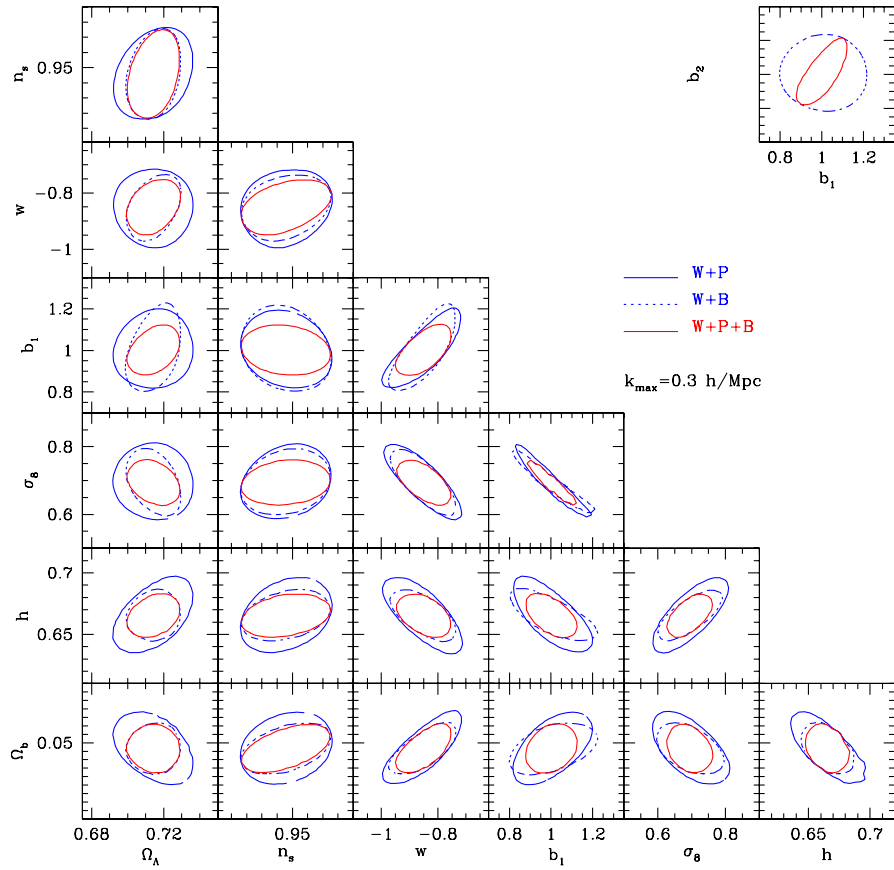 n_s
0.95
b_2
0.8 1 1.2
b_1
w
−0.8
−1
W+P
W+B
W+P+B
b_1
1.2
1
0.8
k_max=0.3 h/Mpc
σ_8
0.8
0.6
h
0.7
0.65
Ω_b
0.05
0.68 0.72 0.95 −1 −0.8 0.8 1 1.2 0.6 0.8 0.65 0.7
Ω_Λ n_s w b_1 σ_8 h